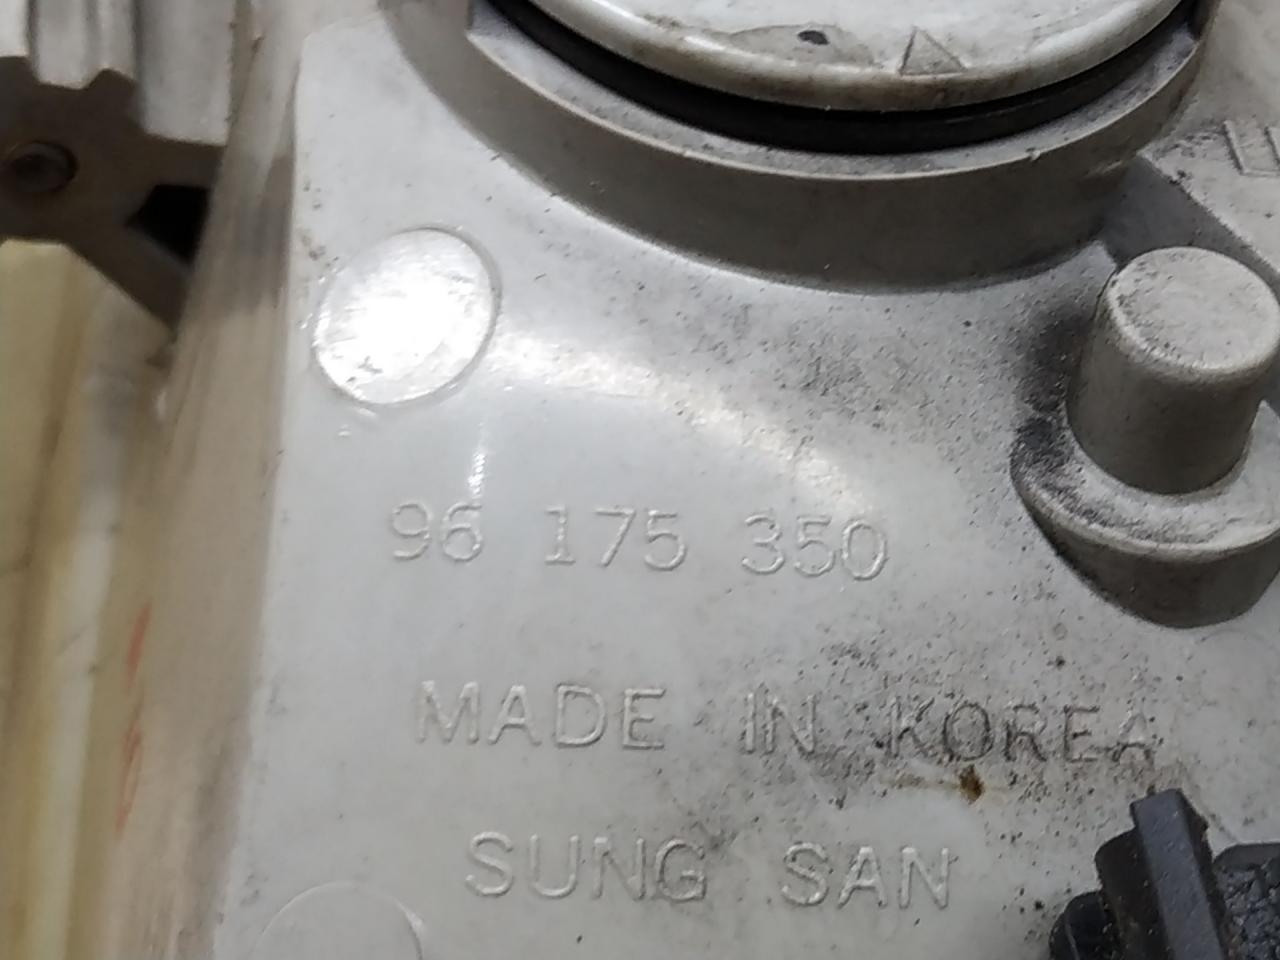 96 175 350
MADE IN KOREA
SUNG SAN